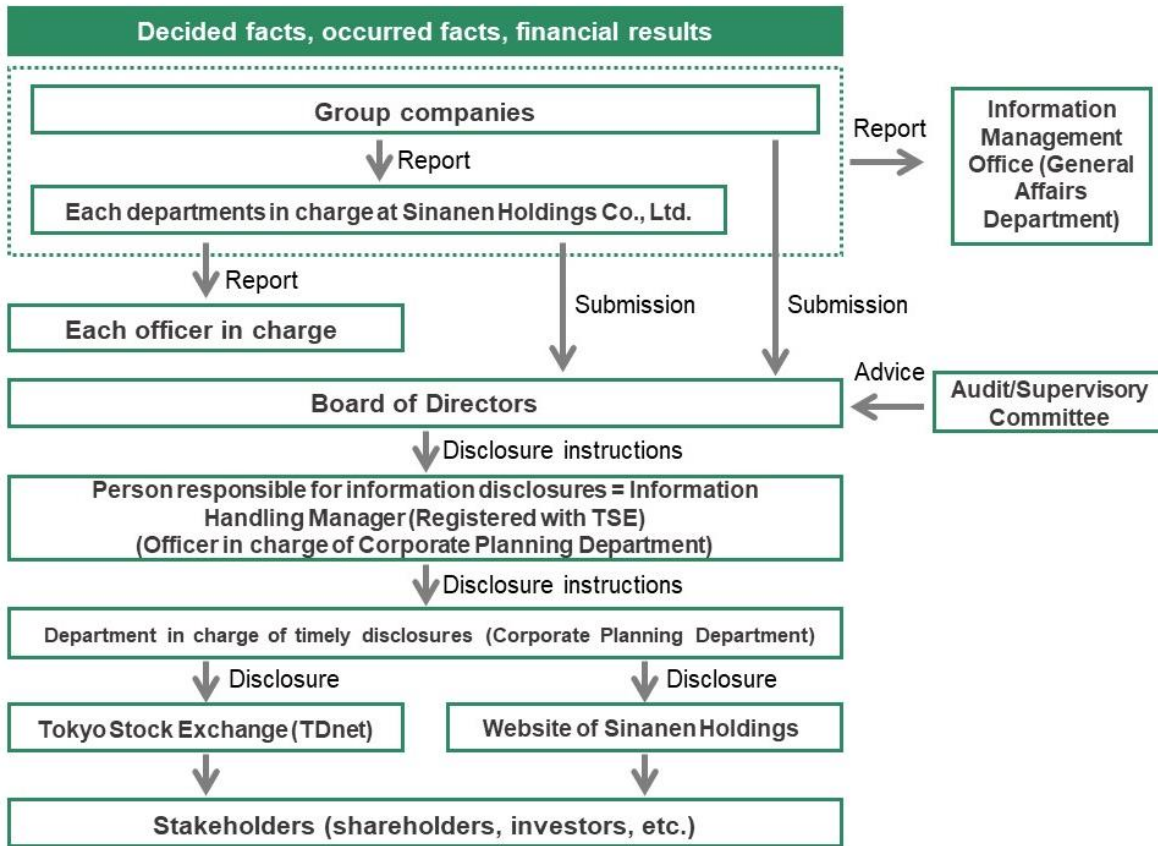 Decided facts, occurred facts, financial results
Group companies
Report
Information
Management
Office (General
Affairs
Department)
Report
Each departments in charge at Sinanen Holdings Co., Ltd.
Report
Submission
Submission
Each officer in charge
Advice
Audit/Supervisory
Committee
Board of Directors
Disclosure instructions
Person responsible for information disclosures = Information
Handling Manager (Registered with TSE)
(Officer in charge of Corporate Planning Department)
Disclosure instructions
Department in charge of timely disclosures (Corporate Planning Department)
Disclosure
Disclosure
Tokyo Stock Exchange (TDnet)
Website of Sinanen Holdings
Stakeholders (shareholders, investors, etc.)